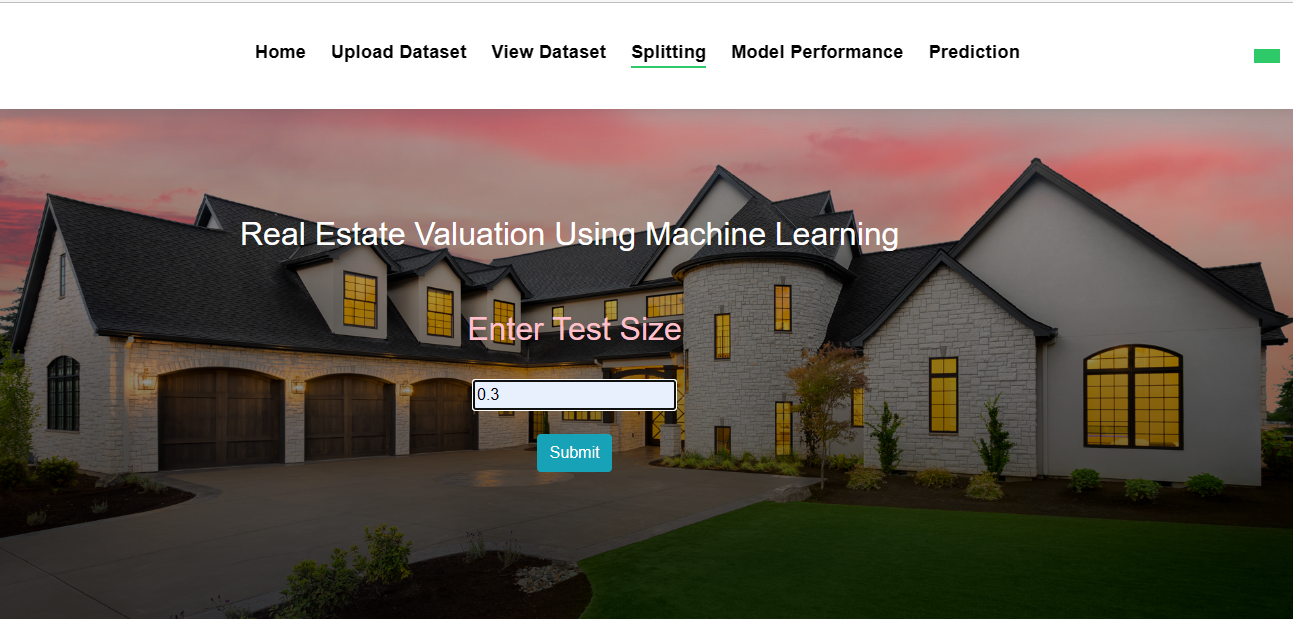 Home Upload Dataset View Dataset Splitting Model Performance Prediction
Real Estate Valuation Using Machine Learning
Enter Test Size
0.3
Submit